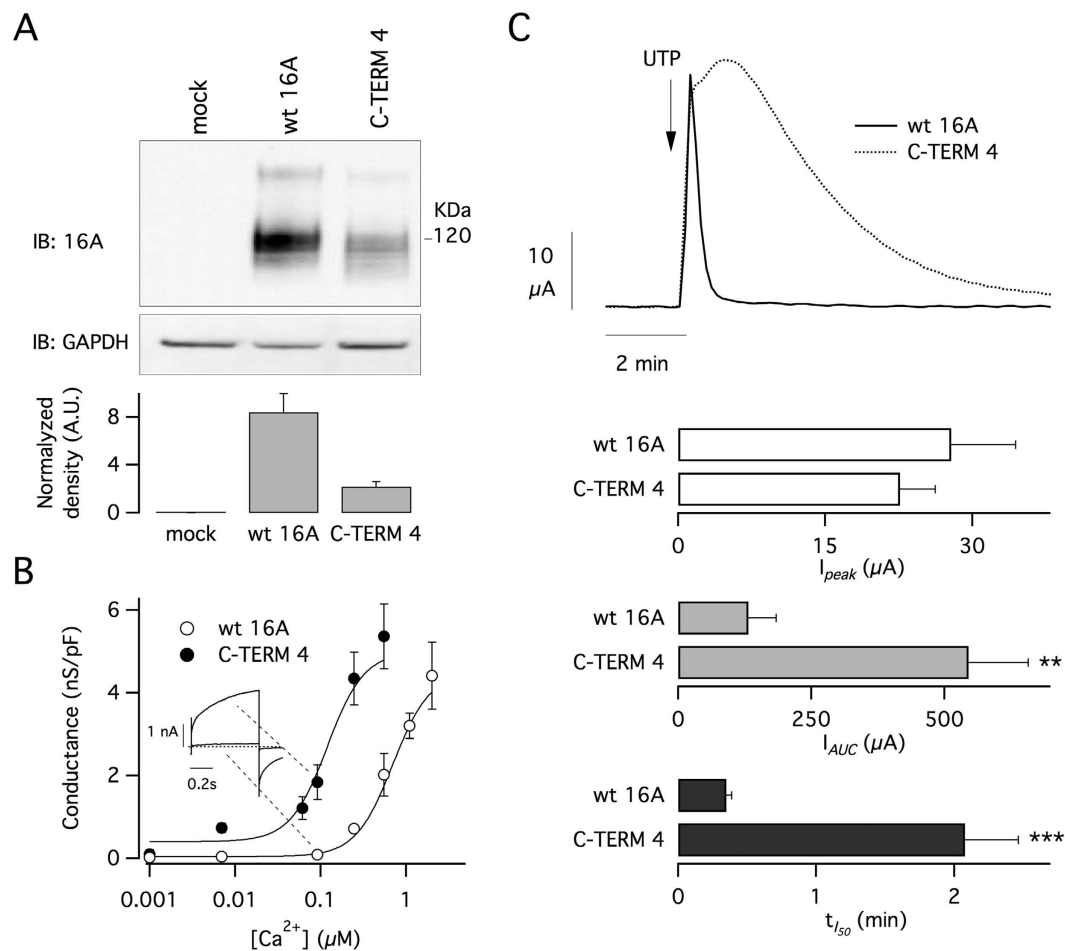 A
mock
wt 16A
C-TERM 4
IB: 16A
KDa
-120
IB: GAPDH
Normalized
density (A.U.)
8
4
0
mock
wt 16A
C-TERM 4
B
Conductance (nS/pF)
6
4
2
0
wt 16A
C-TERM 4
1 nA
0.2s
0.001
0.01
0.1
1
[Ca2+] (µM)
C
UTP
wt 16A
C-TERM 4
10
µA
2 min
wt 16A
C-TERM 4
0
15
30
Ipeak (µA)
wt 16A
C-TERM 4
**
0
250
500
IAUC (µA)
wt 16A
C-TERM 4
***
0
1
2
tI50 (min)